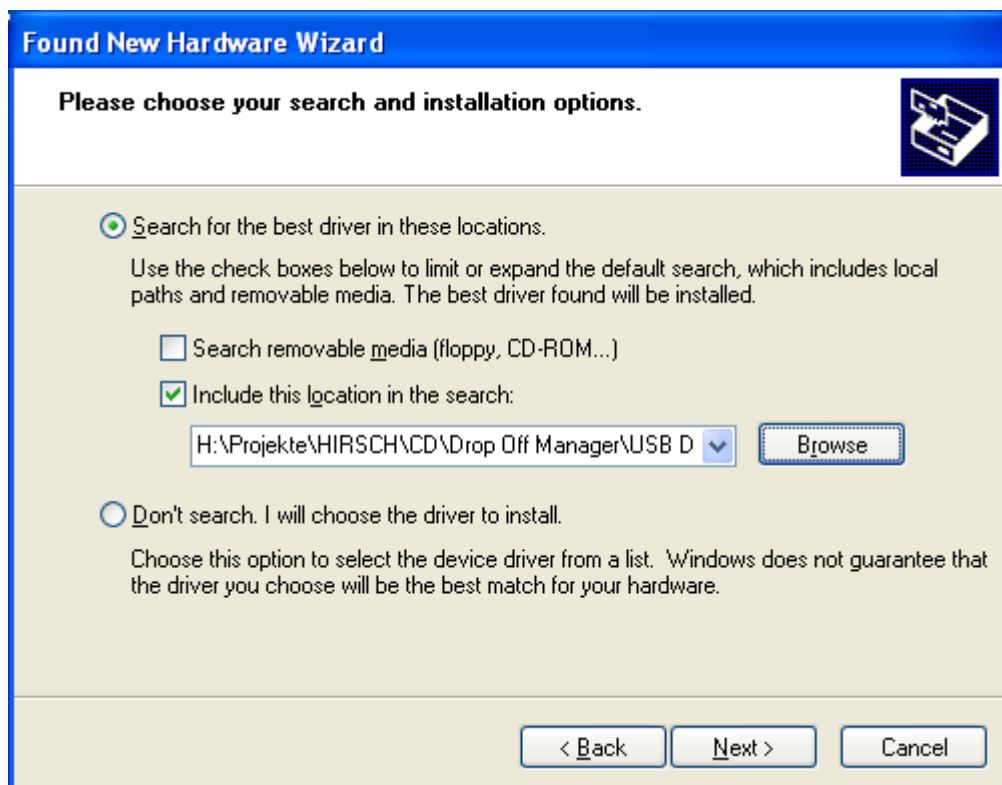 Found New Hardware Wizard
Please choose your search and installation options.
Search for the best driver in these locations.
Use the check boxes below to limit or expand the default search, which includes local
paths and removable media. The best driver found will be installed.
Search removable media (floppy, CD-ROM...)
Include this location in the search:
H:\Projekte\HIRSCH\CD\Drop Off Manager\USB D
Browse
Don't search. I will choose the driver to install.
Choose this option to select the device driver from a list.  Windows does not guarantee that
the driver you choose will be the best match for your hardware.
< Back
Next >
Cancel